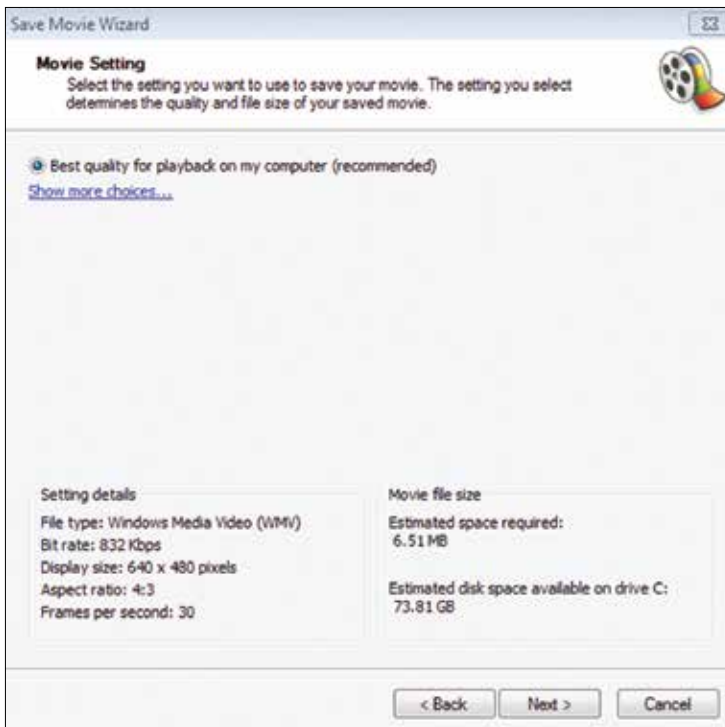 Save Movie Wizard
Movie Setting
Select the setting you want to use to save your movie. The setting you select
determines the quality and file size of your saved movie.
Best quality for playback on my computer (recommended)
Show more choices...
Setting details
File type: Windows Media Video (WMV)
Bit rate: 832 Kbps
Display size: 640 x 480 pixels
Aspect ratio: 4:3
Frames per second: 30
Movie file size
Estimated space required:
6.51 MB
Estimated disk space available on drive C:
73.81 GB
< Back
Next >
Cancel